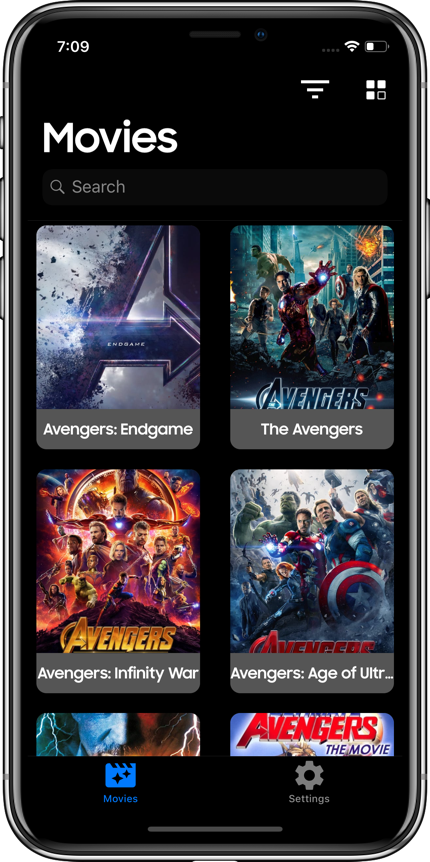 7:09
Movies
Search
ENDGAME
AVENGERS
Avengers: Endgame
The Avengers
AVENGERS
AVENGERS
Avengers: Infinity War
Avengers: Age of Ultr...
AVENGERS
THE MOVIE
Movies
Settings